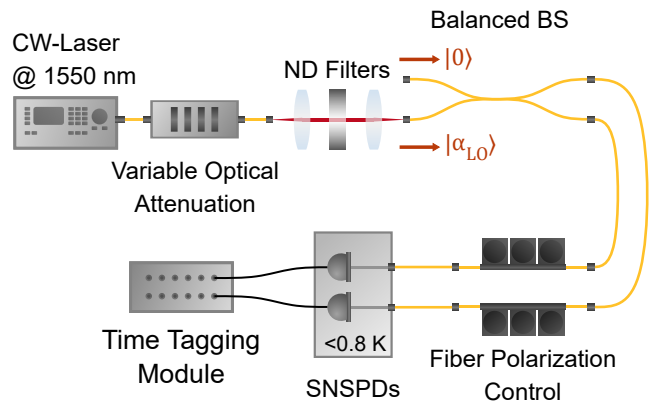 Balanced BS
CW-Laser
@ 1550 nm
|0⟩
ND Filters
|α_LO⟩
Variable Optical
Attenuation
Time Tagging
Module
<0.8 K
SNSPDs
Fiber Polarization
Control